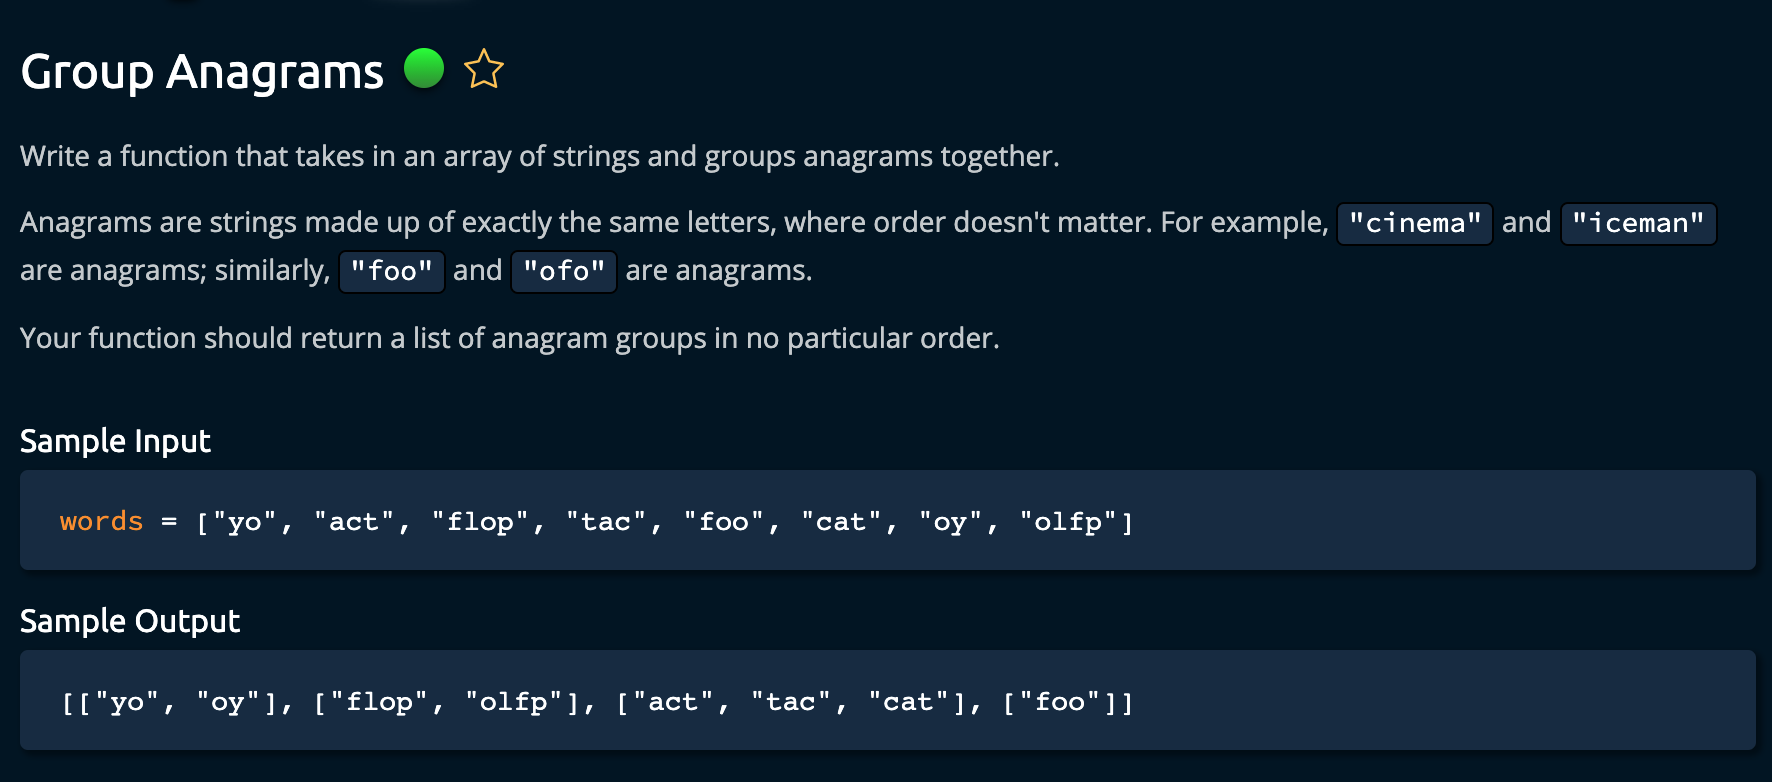 Group Anagrams
Write a function that takes in an array of strings and groups anagrams together.
Anagrams are strings made up of exactly the same letters, where order doesn't matter. For example, "cinema" and "iceman"
are anagrams; similarly, "foo" and "ofo" are anagrams.
Your function should return a list of anagram groups in no particular order.
Sample Input
words = ["yo", "act", "flop", "tac", "foo", "cat", "oy", "olfp"]
Sample Output
[["yo", "oy"], ["flop", "olfp"], ["act", "tac", "cat"], ["foo"]]